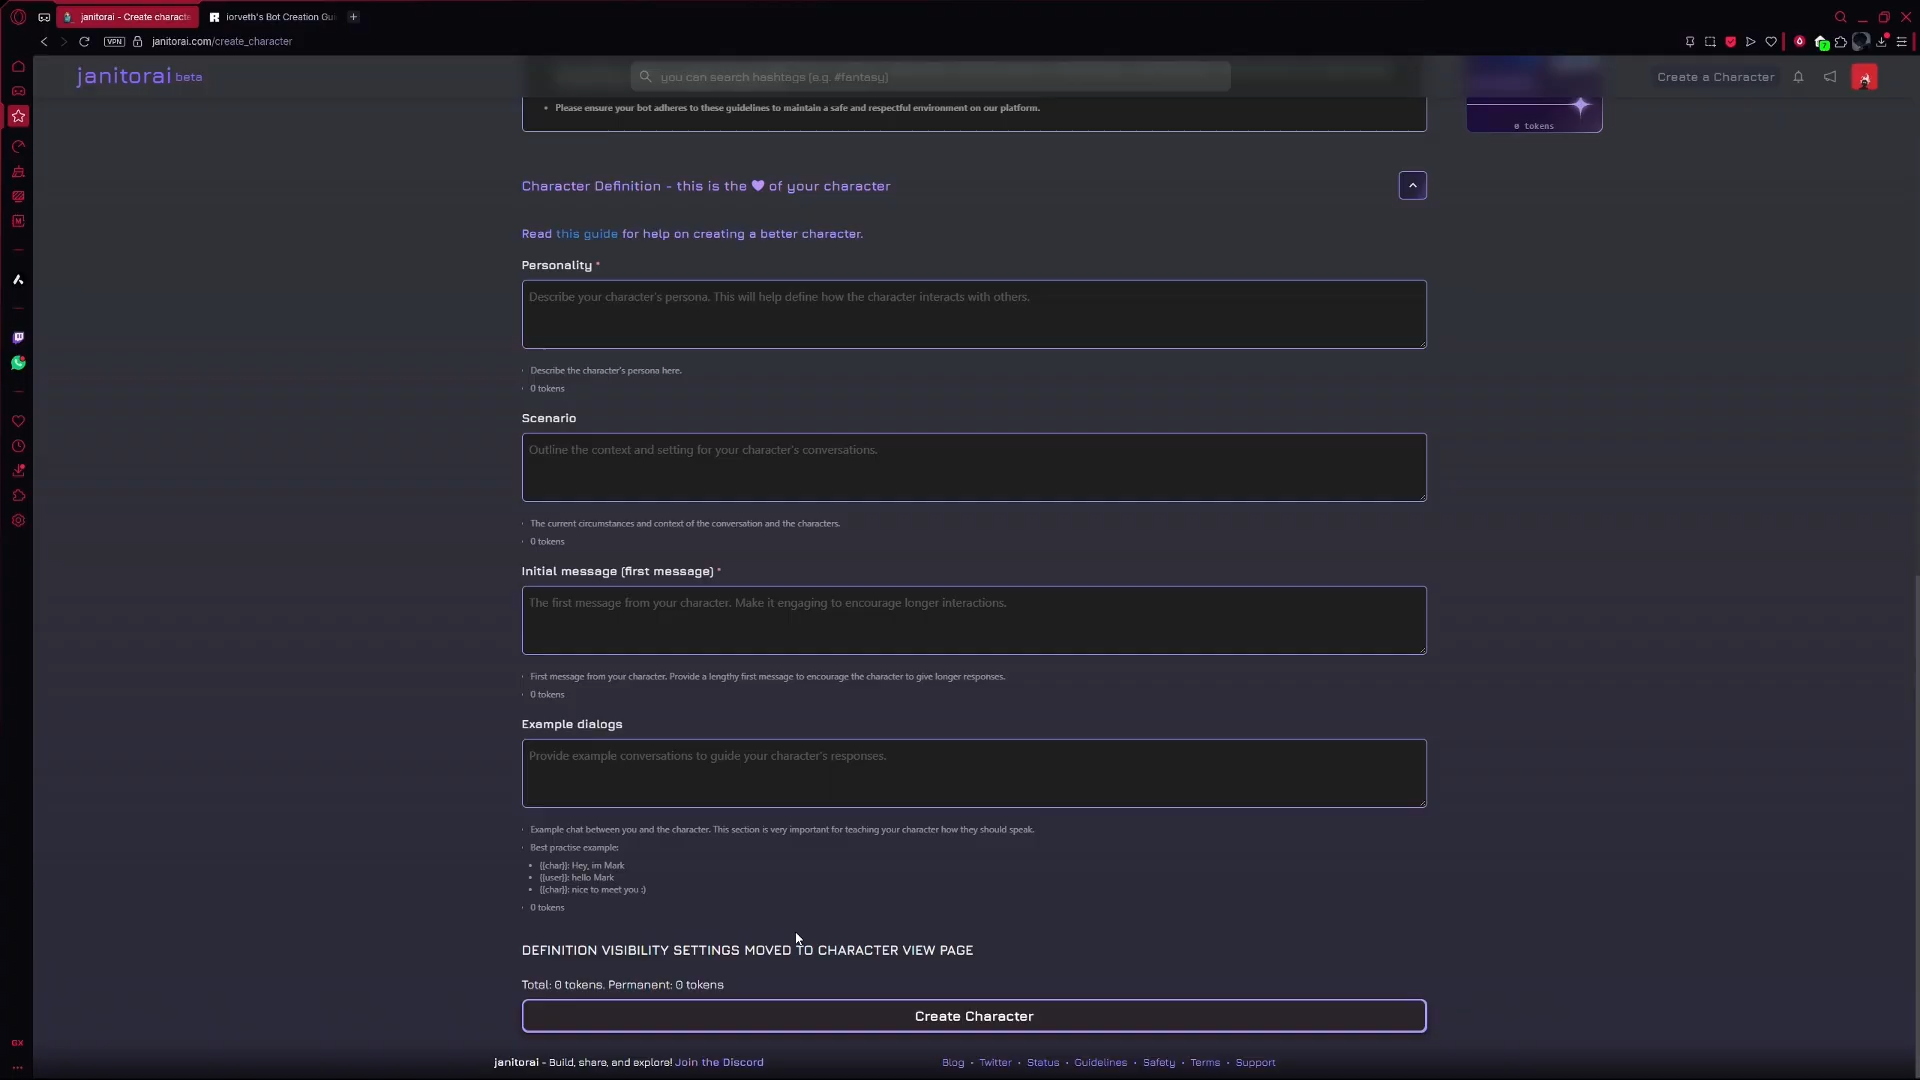 janitorai - Create characte
iorveth's Bot Creation Gu
VPN
janitorai.com/create_character
janitorai beta
you can search hashtags (e.g. #fantasy)
Create a Character
7
Please ensure your bot adheres to these guidelines to maintain a safe and respectful environment on our platform.
0 tokens
Character Definition - this is the 💜 of your character
Read this guide for help on creating a better character.
Personality *
Describe your character's persona. This will help define how the character interacts with others.
Describe the character's persona here.
0 tokens
Scenario
Outline the context and setting for your character's conversations.
The current circumstances and context of the conversation and the characters.
0 tokens
Initial message (first message) *
The first message from your character. Make it engaging to encourage longer interactions.
First message from your character. Provide a lengthy first message to encourage the character to give longer responses.
0 tokens
Example dialogs
Provide example conversations to guide your character's responses.
Example chat between you and the character. This section is very important for teaching your character how they should speak.
Best practise example:
{{char}}: Hey, im Mark
{{user}}: hello Mark
{{char}}: nice to meet you :)
0 tokens
DEFINITION VISIBILITY SETTINGS MOVED TO CHARACTER VIEW PAGE
Total: 0 tokens. Permanent: 0 tokens
Create Character
GX
janitorai - Build, share, and explore! Join the Discord
Blog • Twitter • Status • Guidelines • Safety • Terms • Support